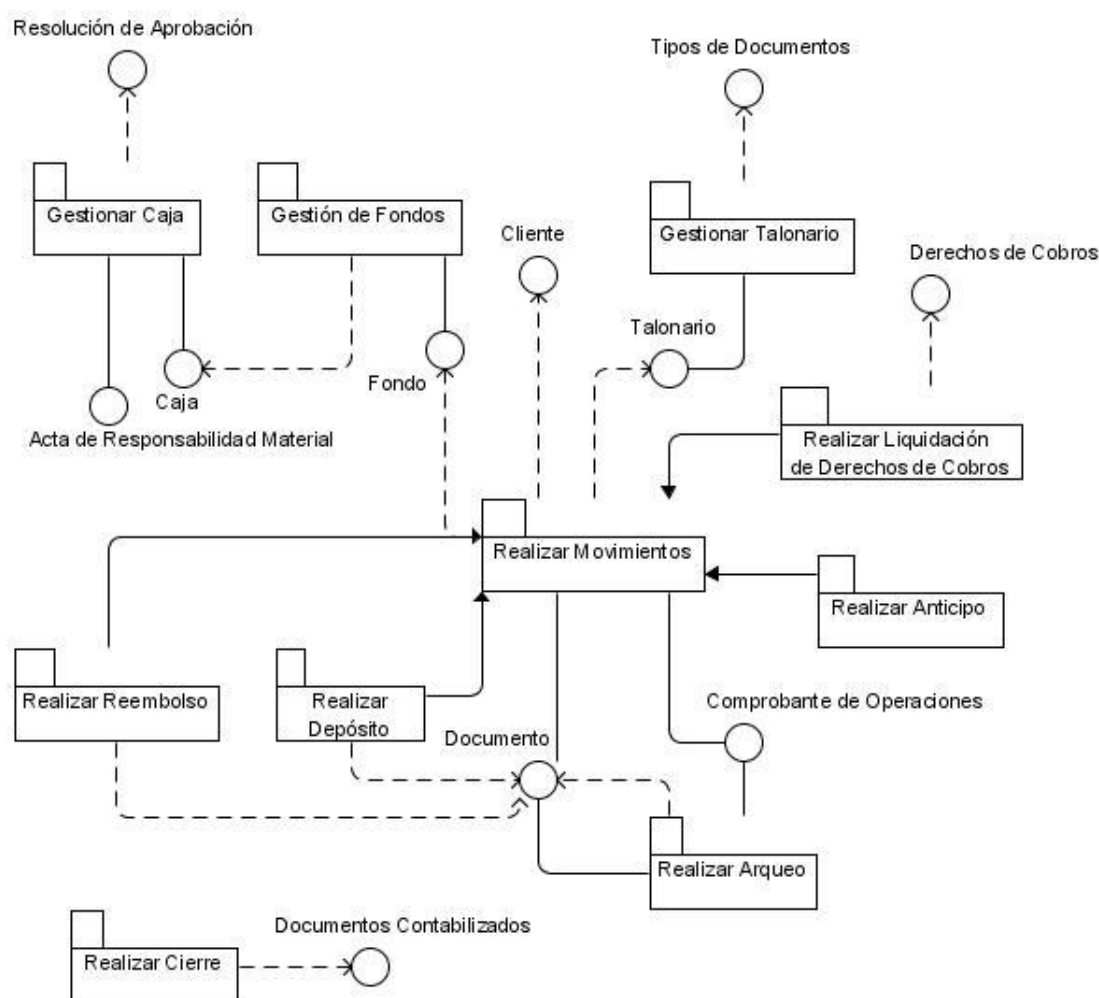 Resolución de Aprobación
Tipos de Documentos
Gestionar Caja
Gestión de Fondos
Cliente
Gestionar Talonario
Derechos de Cobros
Talonario
Fondo
Caja
Acta de Responsabilidad Material
Realizar Liquidación
de Derechos de Cobros
Realizar Movimientos
Realizar Anticipo
Realizar Reembolso
Realizar
Depósito
Comprobante de Operaciones
Documento
Realizar Arqueo
Documentos Contabilizados
Realizar Cierre